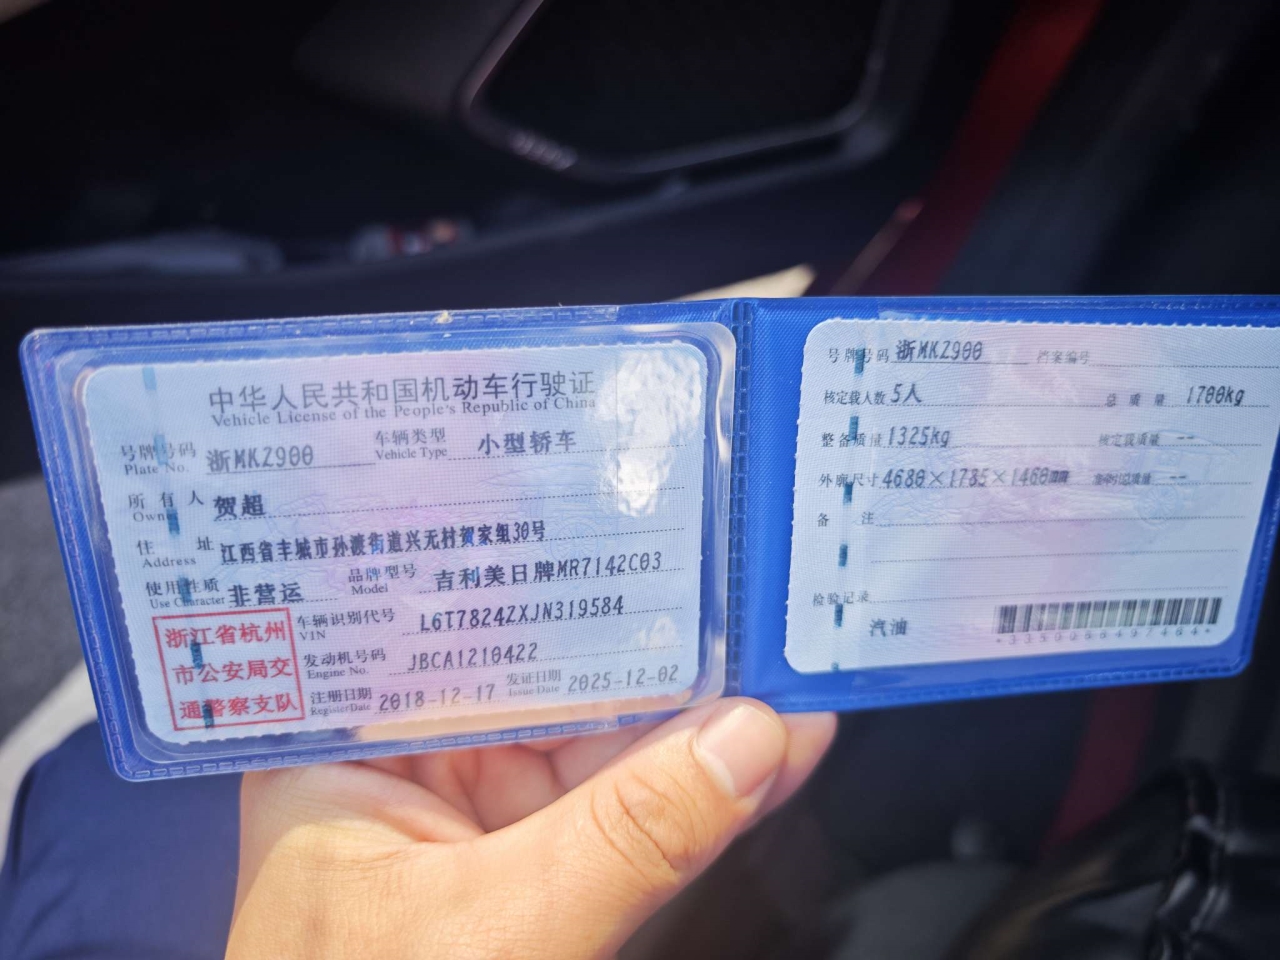 中华人民共和国机动车行驶证
Vehicle License of the People's Republic of China
号牌号码 浙MKZ900 车辆类型 小型轿车
Plate No. Vehicle Type
所有人 贺超
Owner
住址 江西省丰城市孙渡街道兴无村贺家组30号
Address
使用性质 非营运 品牌型号 吉利美日牌MR7142C03
Use Character Model
浙江省杭州
市公安局交
通警察支队
车辆识别代号 L6T7824ZXJN319584
VIN
发动机号码 JBCA1210422
Engine No.
注册日期 2018-12-17 发证日期 2025-12-02
Register Date Issue Date
号牌号码 浙MKZ900 档案编号
核定载人数 5人 总质量 1700kg
整备质量 1325kg 核定载质量 --
外廓尺寸 4680×1785×1460mm 准牵引总质量 --
备注
检验记录
汽油